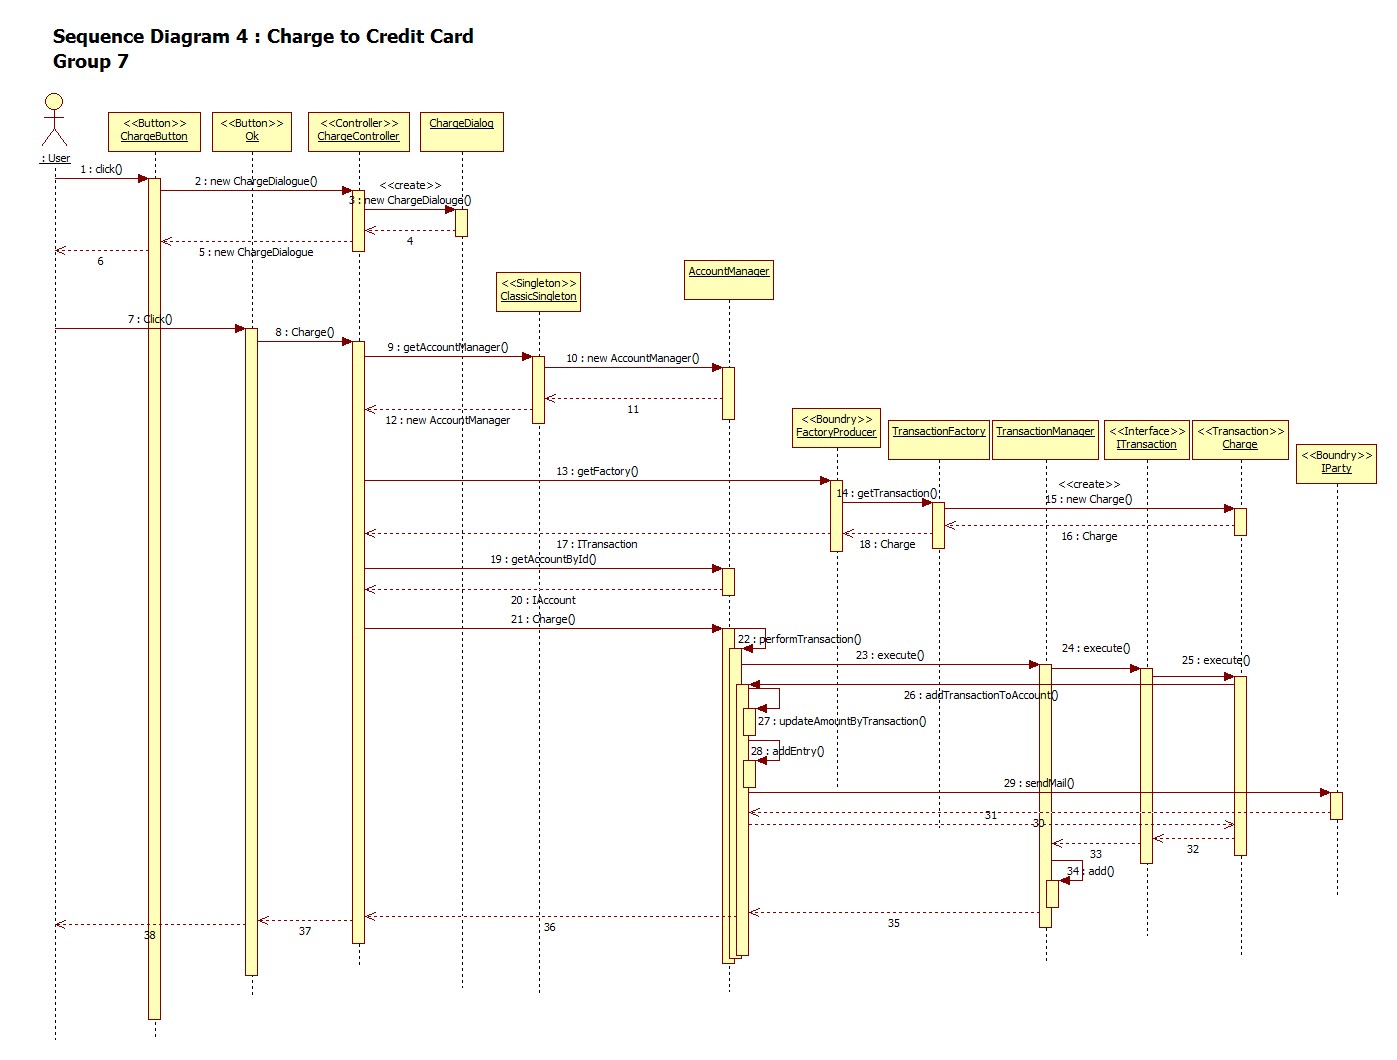 Sequence Diagram 4 : Charge to Credit Card
Group 7
: User
<<Button>>
ChargeButton
<<Button>>
Ok
<<Controller>>
ChargeController
ChargeDialog
1 : click()
2 : new ChargeDialogue()
<<create>>
3 : new ChargeDialouge()
4
5 : new ChargeDialogue
6
<<Singleton>>
ClassicSingleton
AccountManager
7 : Click()
8 : Charge()
9 : getAccountManager()
10 : new AccountManager()
11
12 : new AccountManager
<<Boundry>>
FactoryProducer
TransactionFactory
TransactionManager
<<Interface>>
ITransaction
<<Transaction>>
Charge
<<Boundry>>
IParty
13 : getFactory()
14 : getTransaction()
<<create>>
15 : new Charge()
16 : Charge
17 : ITransaction
18 : Charge
19 : getAccountById()
20 : IAccount
21 : Charge()
22 : performTransaction()
23 : execute()
24 : execute()
25 : execute()
26 : addTransactionToAccount()
27 : updateAmountByTransaction()
28 : addEntry()
29 : sendMail()
31
30
32
33
34 : add()
35
36
37
38